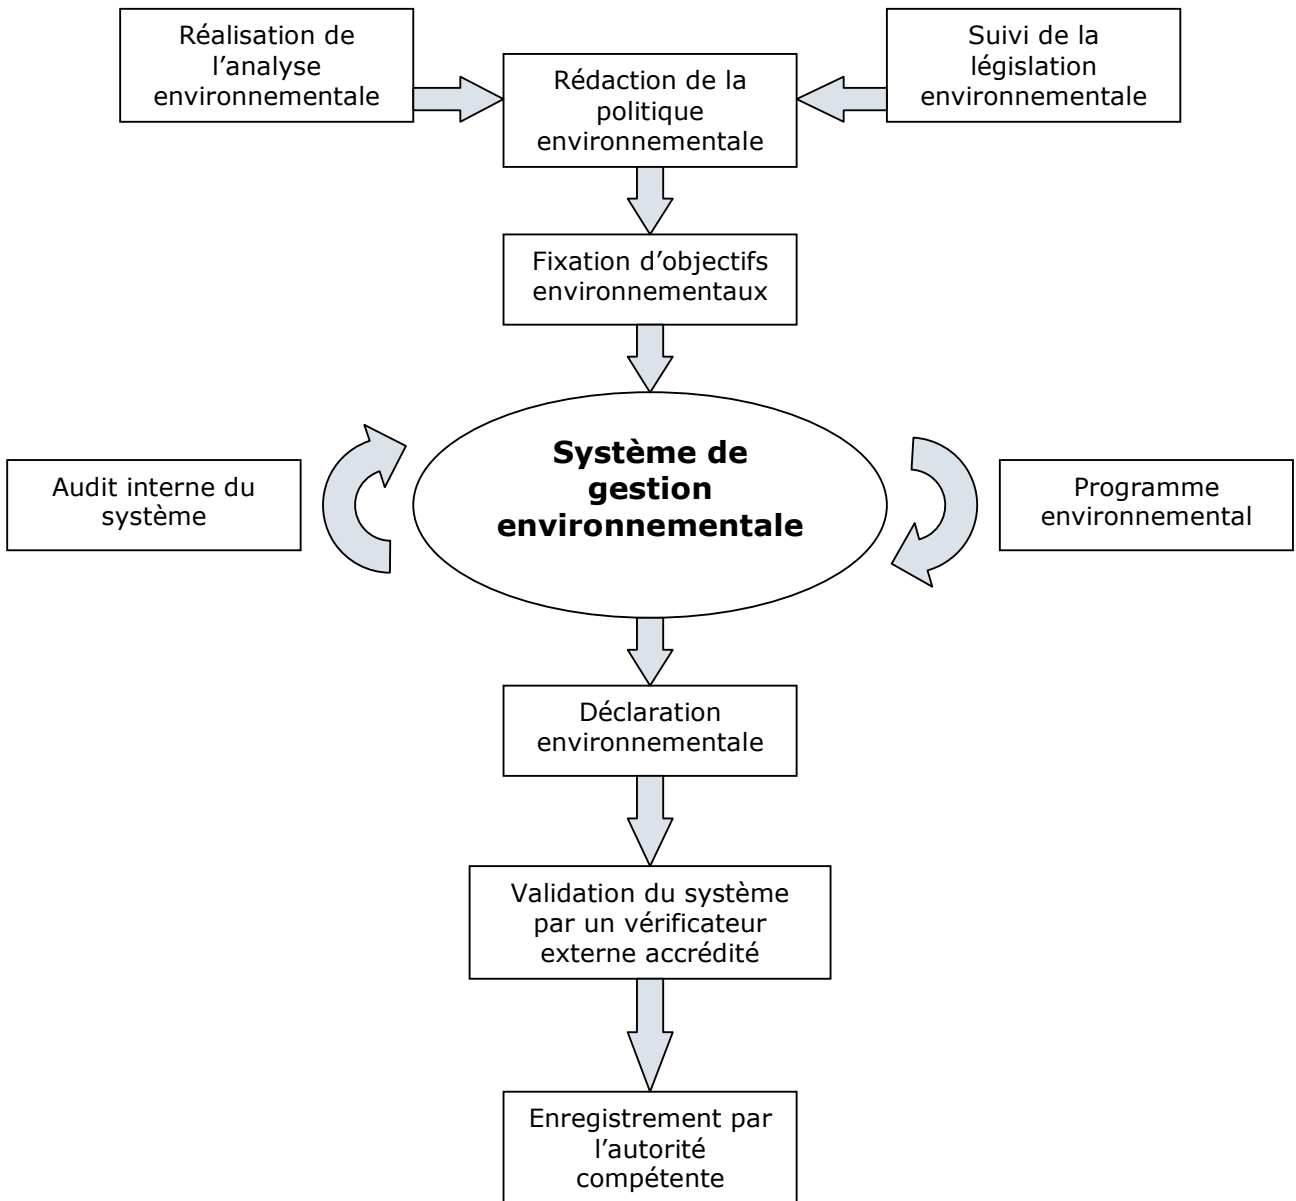 Réalisation de
l’analyse
environnementale
Suivi de la
législation
environnementale
Rédaction de la
politique
environnementale
Fixation d’objectifs
environnementaux
Système de
gestion
environnementale
Audit interne du
système
Programme
environnemental
Déclaration
environnementale
Validation du système
par un vérificateur
externe accrédité
Enregistrement par
l’autorité
compétente